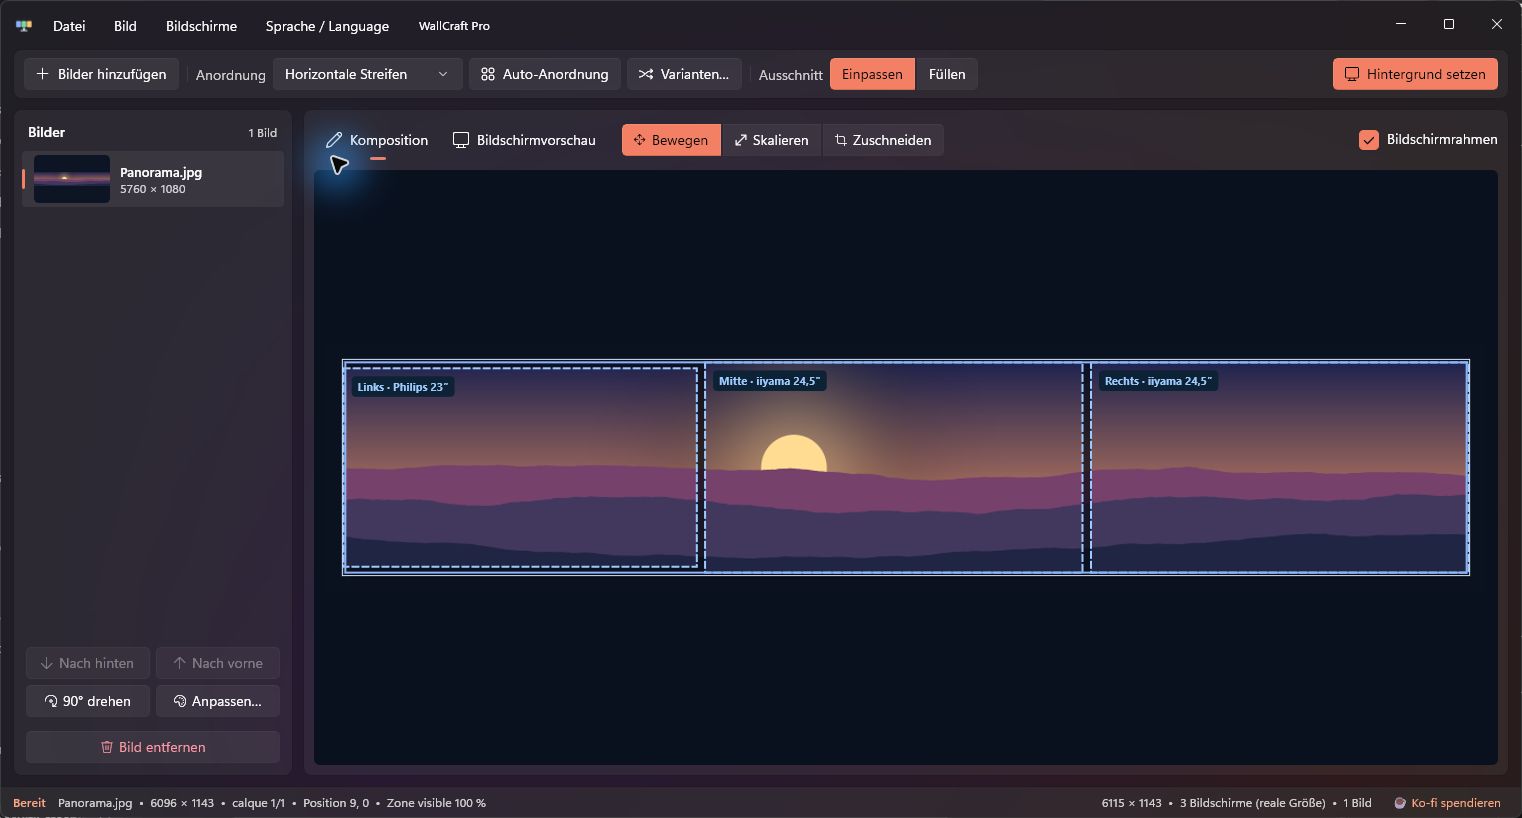 Datei Bild Bildschirme Sprache / Language WallCraft Pro
Bilder hinzufügen Anordnung Horizontale Streifen Auto-Anordnung Varianten... Ausschnitt Einpassen Füllen Hintergrund setzen
Bilder 1 Bild
Panorama.jpg
5760 × 1080
Komposition Bildschirmvorschau Bewegen Skalieren Zuschneiden Bildschirmrahmen
Links · Philips 23" Mitte · iiyama 24,5" Rechts · iiyama 24,5"
Nach hinten Nach vorne
90° drehen Anpassen...
Bild entfernen
Bereit Panorama.jpg • 6096 × 1143 • calque 1/1 • Position 9, 0 • Zone visible 100 % 6115 × 1143 • 3 Bildschirme (reale Größe) • 1 Bild Ko-fi spendieren